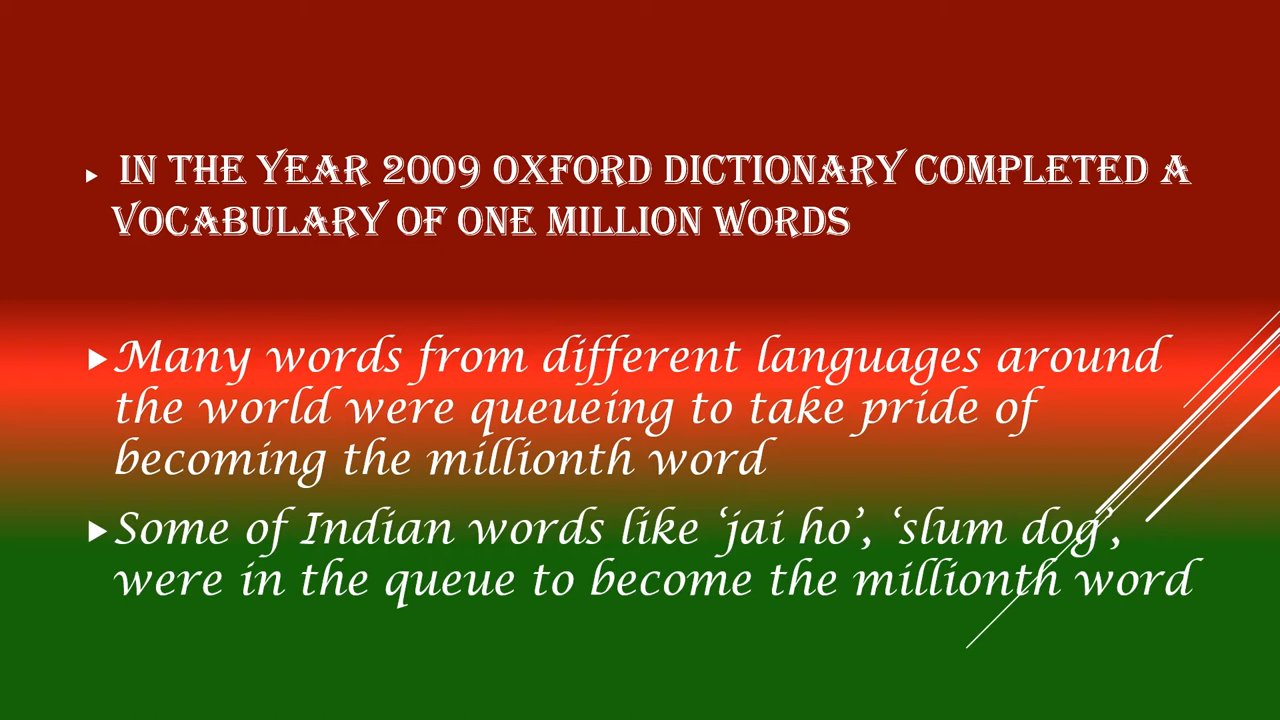 IN THE YEAR 2009 OXFORD DICTIONARY COMPLETED A
VOCABULARY OF ONE MILLION WORDS
Many words from different languages around
the world were queueing to take pride of
becoming the millionth word
Some of Indian words like ‘jai ho’, ‘slum dog’,
were in the queue to become the millionth word